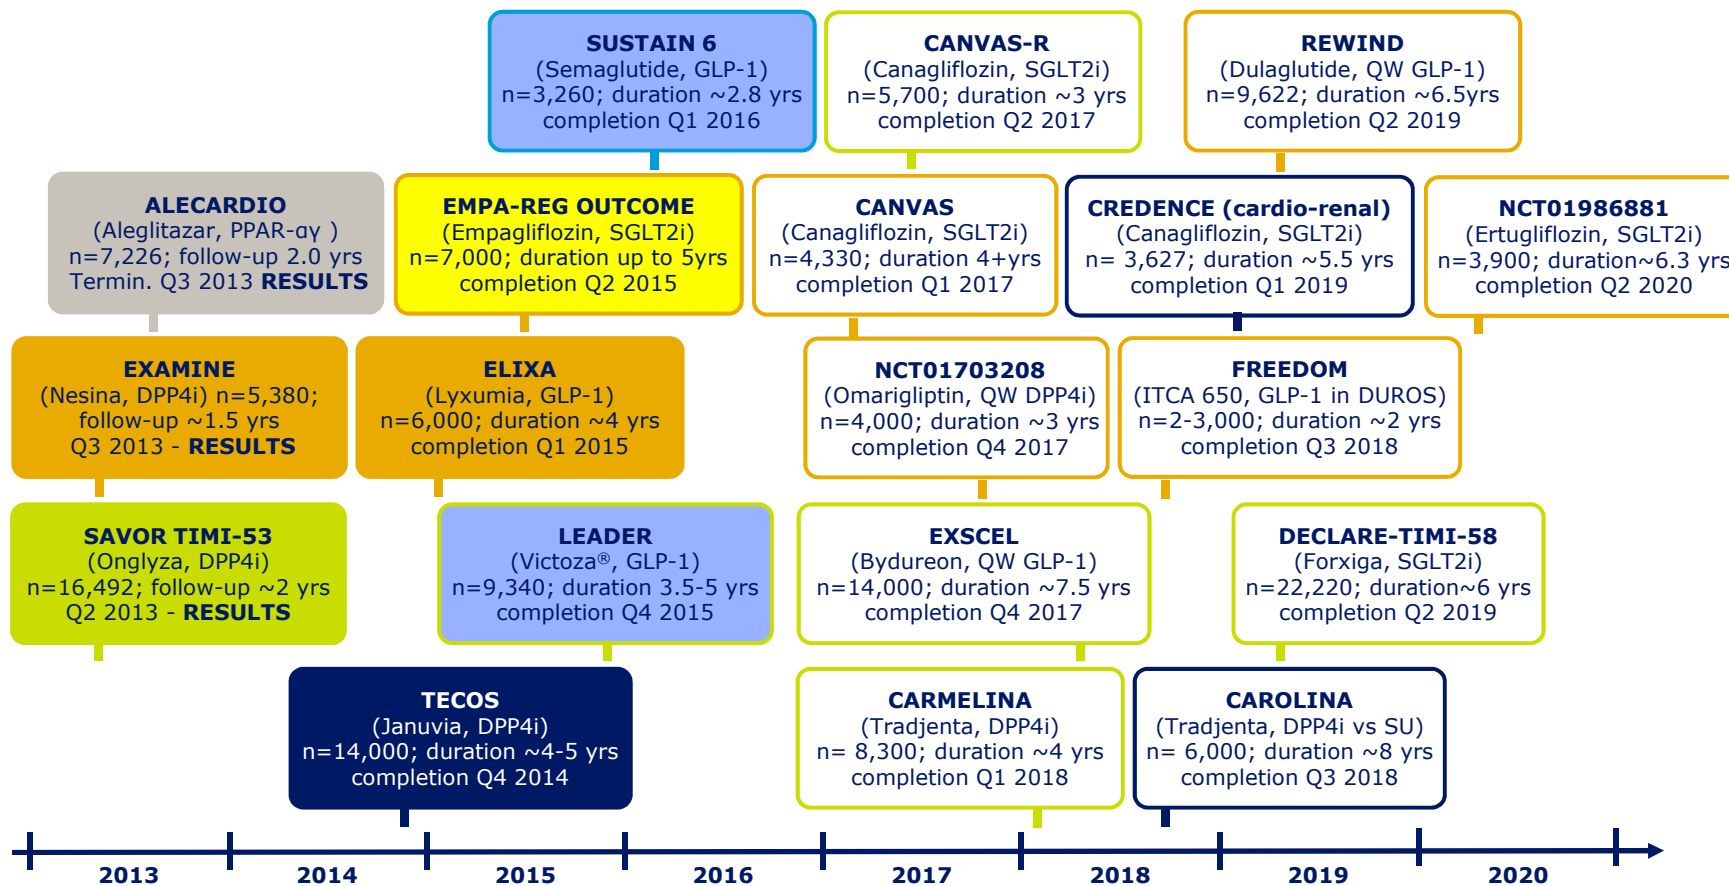 SUSTAIN 6
(Semaglutide, GLP-1)
n=3,260; duration ~2.8 yrs
completion Q1 2016
CANVAS-R
(Canagliflozin, SGLT2i)
n=5,700; duration ~3 yrs
completion Q2 2017
REWIND
(Dulaglutide, QW GLP-1)
n=9,622; duration ~6.5yrs
completion Q2 2019
ALECARDIO
(Aleglitazar, PPAR-αγ )
n=7,226; follow-up 2.0 yrs
Termin. Q3 2013 RESULTS
EMPA-REG OUTCOME
(Empagliflozin, SGLT2i)
n=7,000; duration up to 5yrs
completion Q2 2015
CANVAS
(Canagliflozin, SGLT2i)
n=4,330; duration 4+yrs
completion Q1 2017
CREDENCE (cardio-renal)
(Canagliflozin, SGLT2i)
n= 3,627; duration ~5.5 yrs
completion Q1 2019
NCT01986881
(Ertugliflozin, SGLT2i)
n=3,900; duration~6.3 yrs
completion Q2 2020
EXAMINE
(Nesina, DPP4i) n=5,380;
follow-up ~1.5 yrs
Q3 2013 - RESULTS
ELIXA
(Lyxumia, GLP-1)
n=6,000; duration ~4 yrs
completion Q1 2015
NCT01703208
(Omarigliptin, QW DPP4i)
n=4,000; duration ~3 yrs
completion Q4 2017
FREEDOM
(ITCA 650, GLP-1 in DUROS)
n=2-3,000; duration ~2 yrs
completion Q3 2018
SAVOR TIMI-53
(Onglyza, DPP4i)
n=16,492; follow-up ~2 yrs
Q2 2013 - RESULTS
LEADER
(Victoza®, GLP-1)
n=9,340; duration 3.5-5 yrs
completion Q4 2015
EXSCEL
(Bydureon, QW GLP-1)
n=14,000; duration ~7.5 yrs
completion Q4 2017
DECLARE-TIMI-58
(Forxiga, SGLT2i)
n=22,220; duration~6 yrs
completion Q2 2019
TECOS
(Januvia, DPP4i)
n=14,000; duration ~4-5 yrs
completion Q4 2014
CARMELINA
(Tradjenta, DPP4i)
n= 8,300; duration ~4 yrs
completion Q1 2018
CAROLINA
(Tradjenta, DPP4i vs SU)
n= 6,000; duration ~8 yrs
completion Q3 2018
2013 2014 2015 2016 2017 2018 2019 2020